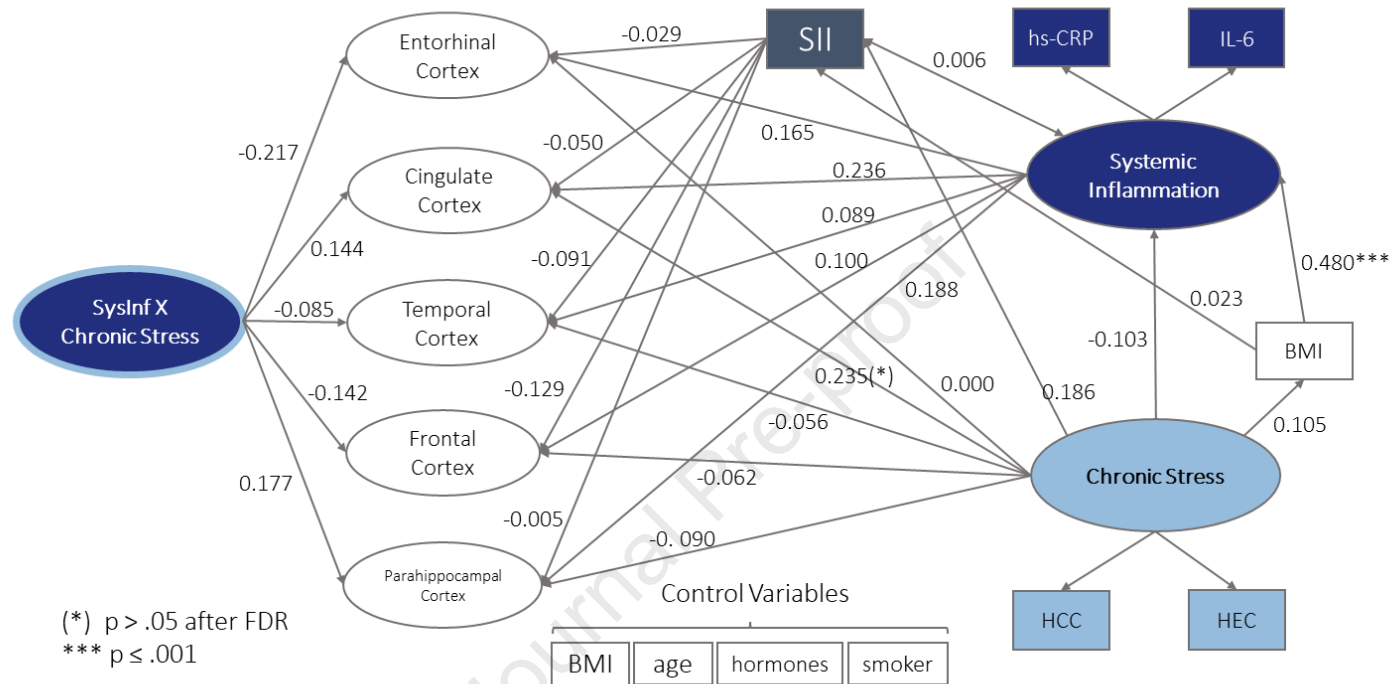 Entorhinal
Cortex
-0.029
SII
hs-CRP
IL-6
0.006
-0.217
-0.050
0.165
Cingulate
Cortex
0.236
Systemic
Inflammation
0.144
0.089
-0.091
0.100
0.480***
SysInf X
Chronic Stress
-0.085
Temporal
Cortex
0.188
0.023
-0.103
BMI
-0.142
-0.129
0.235(*)
0.000
0.186
-0.056
0.105
Frontal
Cortex
0.177
-0.062
Chronic Stress
-0.005
-0. 090
Parahippocampal
Cortex
Control Variables
(*) p > .05 after FDR
*** p ≤ .001
HCC
HEC
BMI
age
hormones
smoker
Journal Pre-proof